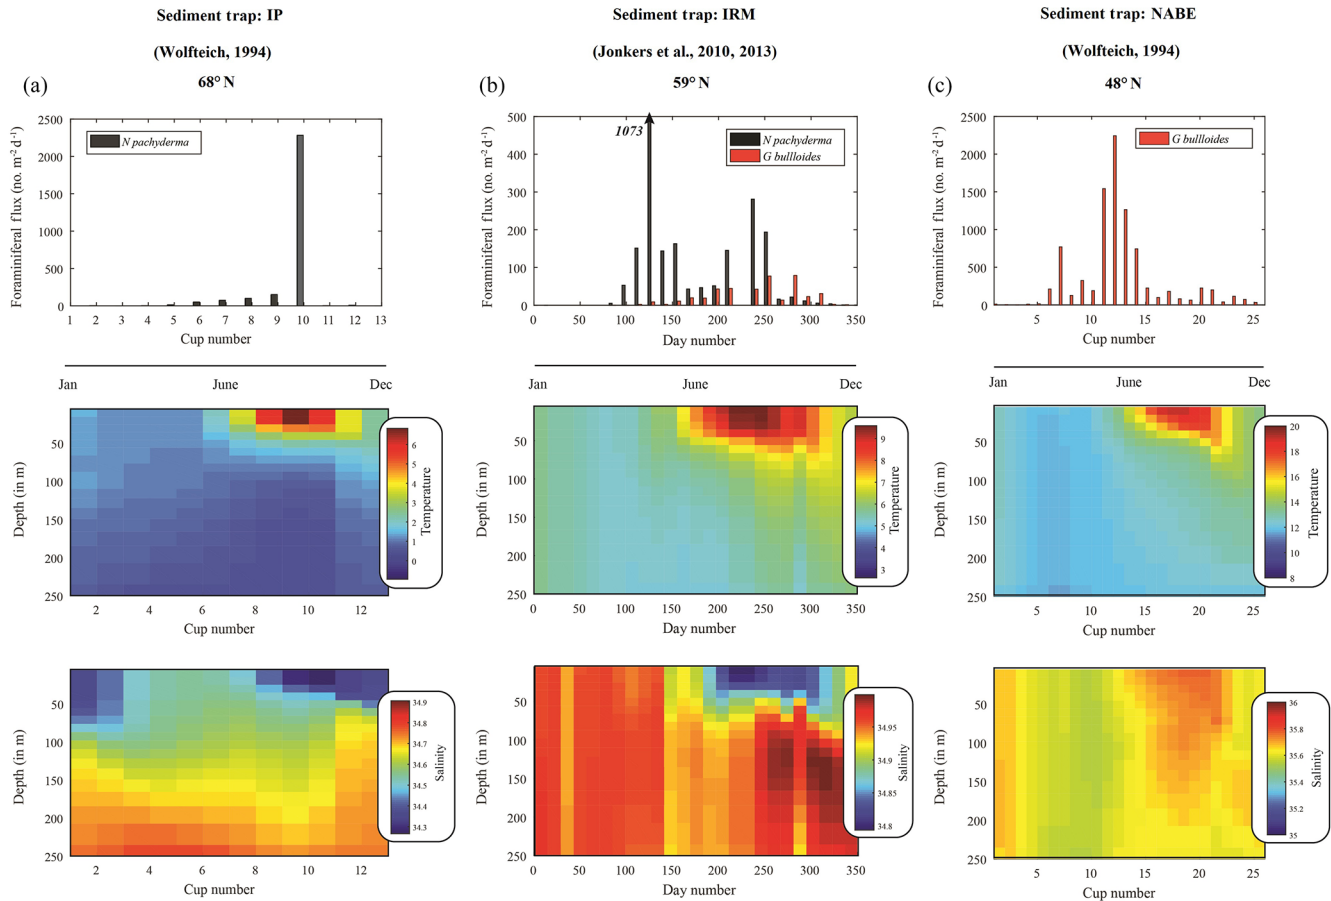 Sediment trap: IP
(Wolfteich, 1994)
68° N
(a)
Foraminiferal flux (no. m-2 d-1)
2500
2000
1500
1000
500
0
N pachyderma
1 2 3 4 5 6 7 8 9 10 11 12 13
Cup number
Jan June Dec
Depth (in m)
50
100
150
200
250
2 4 6 8 10 12
Cup number
6
5
4
3
2
1
0
Temperature
Depth (in m)
50
100
150
200
250
2 4 6 8 10 12
Cup number
34.9
34.8
34.7
34.6
34.5
34.4
34.3
Salinity
Sediment trap: IRM
(Jonkers et al., 2010, 2013)
59° N
(b)
Foraminiferal flux (no. m-2 d-1)
500
400
300
200
100
0
1073
N pachyderma
G bullloides
0 50 100 150 200 250 300 350
Day number
Jan June Dec
Depth (in m)
50
100
150
200
250
0 50 100 150 200 250 300 350
Day number
9
8
7
6
5
4
3
Temperature
Depth (in m)
50
100
150
200
250
0 50 100 150 200 250 300 350
Day number
34.95
34.9
34.85
34.8
Salinity
Sediment trap: NABE
(Wolfteich, 1994)
48° N
(c)
Foraminiferal flux (no. m-2 d-1)
2500
2000
1500
1000
500
0
G bullloides
5 10 15 20 25
Cup number
Jan June Dec
Depth (in m)
50
100
150
200
250
5 10 15 20 25
Cup number
20
18
16
14
12
10
8
Temperature
Depth (in m)
50
100
150
200
250
5 10 15 20 25
Cup number
36
35.8
35.6
35.4
35.2
35
Salinity